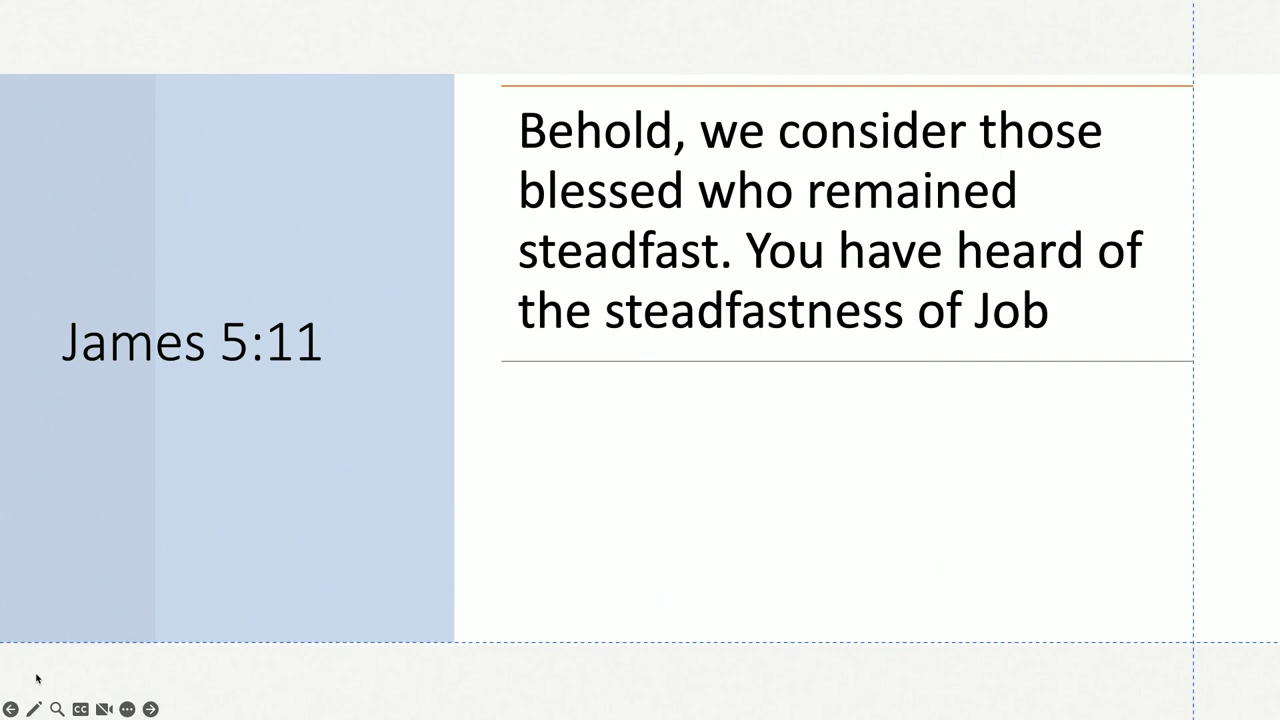 James 5:11
Behold, we consider those
blessed who remained
steadfast. You have heard of
the steadfastness of Job
CC